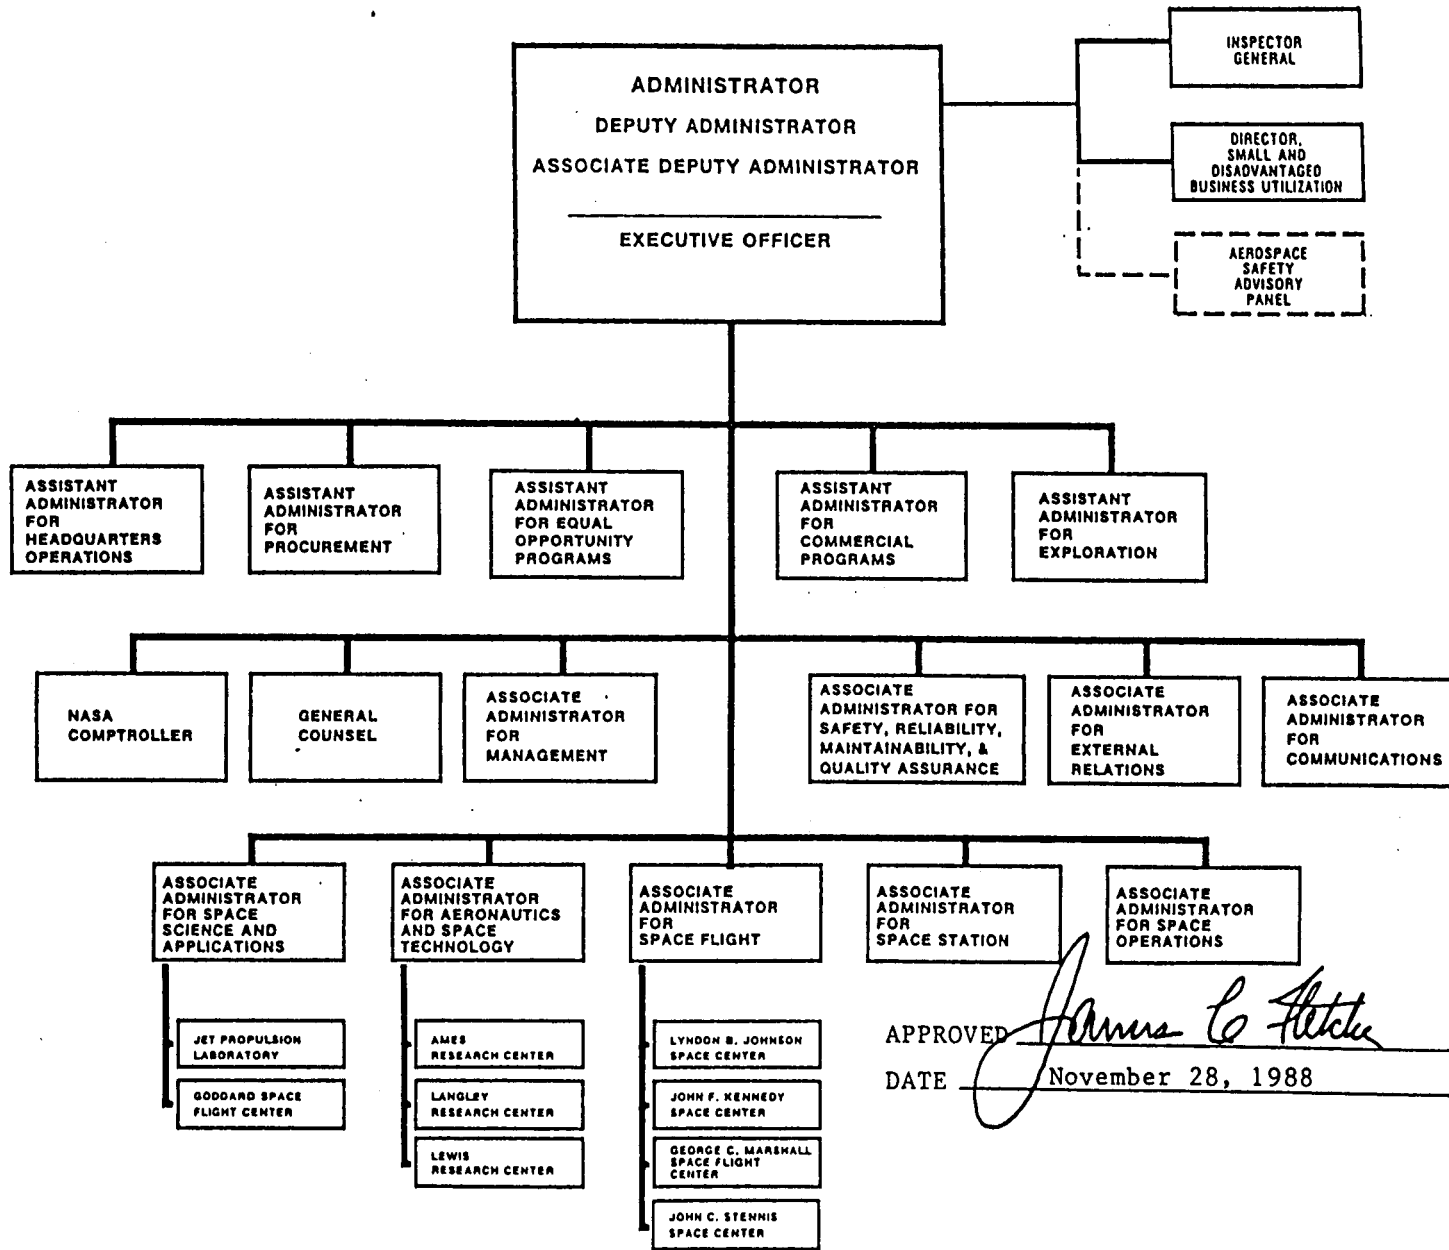 ADMINISTRATOR
DEPUTY ADMINISTRATOR
ASSOCIATE DEPUTY ADMINISTRATOR
EXECUTIVE OFFICER
INSPECTOR
GENERAL
DIRECTOR,
SMALL AND
DISADVANTAGED
BUSINESS UTILIZATION
AEROSPACE
SAFETY
ADVISORY
PANEL
ASSISTANT
ADMINISTRATOR
FOR
HEADQUARTERS
OPERATIONS
ASSISTANT
ADMINISTRATOR
FOR
PROCUREMENT
ASSISTANT
ADMINISTRATOR
FOR EQUAL
OPPORTUNITY
PROGRAMS
ASSISTANT
ADMINISTRATOR
FOR
COMMERCIAL
PROGRAMS
ASSISTANT
ADMINISTRATOR
FOR
EXPLORATION
NASA
COMPTROLLER
GENERAL
COUNSEL
ASSOCIATE
ADMINISTRATOR
FOR
MANAGEMENT
ASSOCIATE
ADMINISTRATOR FOR
SAFETY, RELIABILITY,
MAINTAINABILITY, &
QUALITY ASSURANCE
ASSOCIATE
ADMINISTRATOR
FOR
EXTERNAL
RELATIONS
ASSOCIATE
ADMINISTRATOR
FOR
COMMUNICATIONS
ASSOCIATE
ADMINISTRATOR
FOR SPACE
SCIENCE AND
APPLICATIONS
ASSOCIATE
ADMINISTRATOR
FOR AERONAUTICS
AND SPACE
TECHNOLOGY
ASSOCIATE
ADMINISTRATOR
FOR
SPACE FLIGHT
ASSOCIATE
ADMINISTRATOR
FOR
SPACE STATION
ASSOCIATE
ADMINISTRATOR
FOR SPACE
OPERATIONS
JET PROPULSION
LABORATORY
GODDARD SPACE
FLIGHT CENTER
AMES
RESEARCH CENTER
LANGLEY
RESEARCH CENTER
LEWIS
RESEARCH CENTER
LYNDON B. JOHNSON
SPACE CENTER
JOHN F. KENNEDY
SPACE CENTER
GEORGE C. MARSHALL
SPACE FLIGHT
CENTER
JOHN C. STENNIS
SPACE CENTER
APPROVED James C Fletcher
DATE November 28, 1988